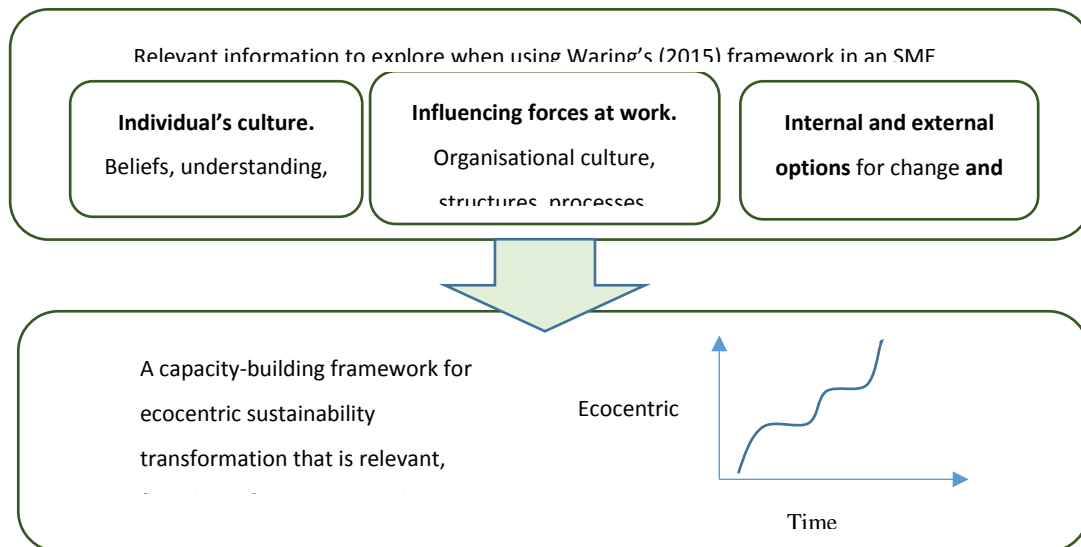 Relevant information to explore when using Waring's (2015) framework in an SME
Individual's culture.
Beliefs, understanding,
Influencing forces at work.
Organisational culture,
structures, processes
Internal and external
options for change and
A capacity-building framework for
ecocentric sustainability
transformation that is relevant,
Ecocentric
Time